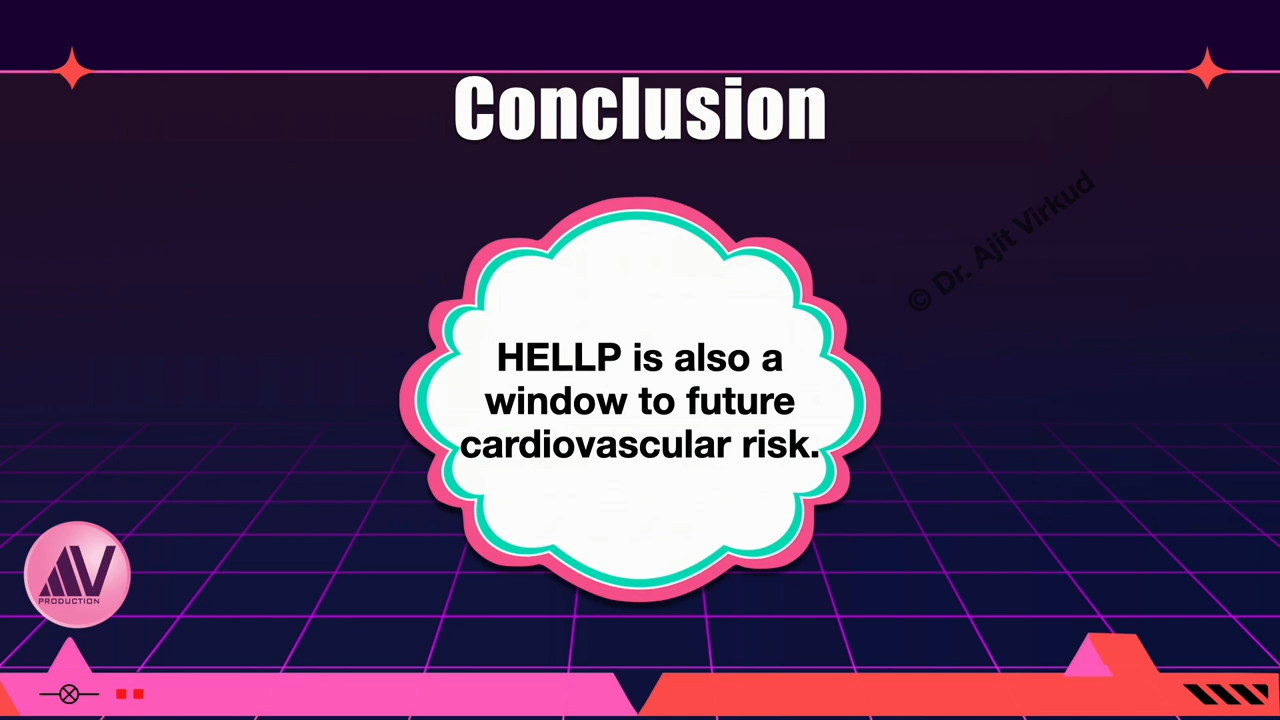 Conclusion
© Dr. Ajit Virkud
HELLP is also a
window to future
cardiovascular risk.
AV
PRODUCTION